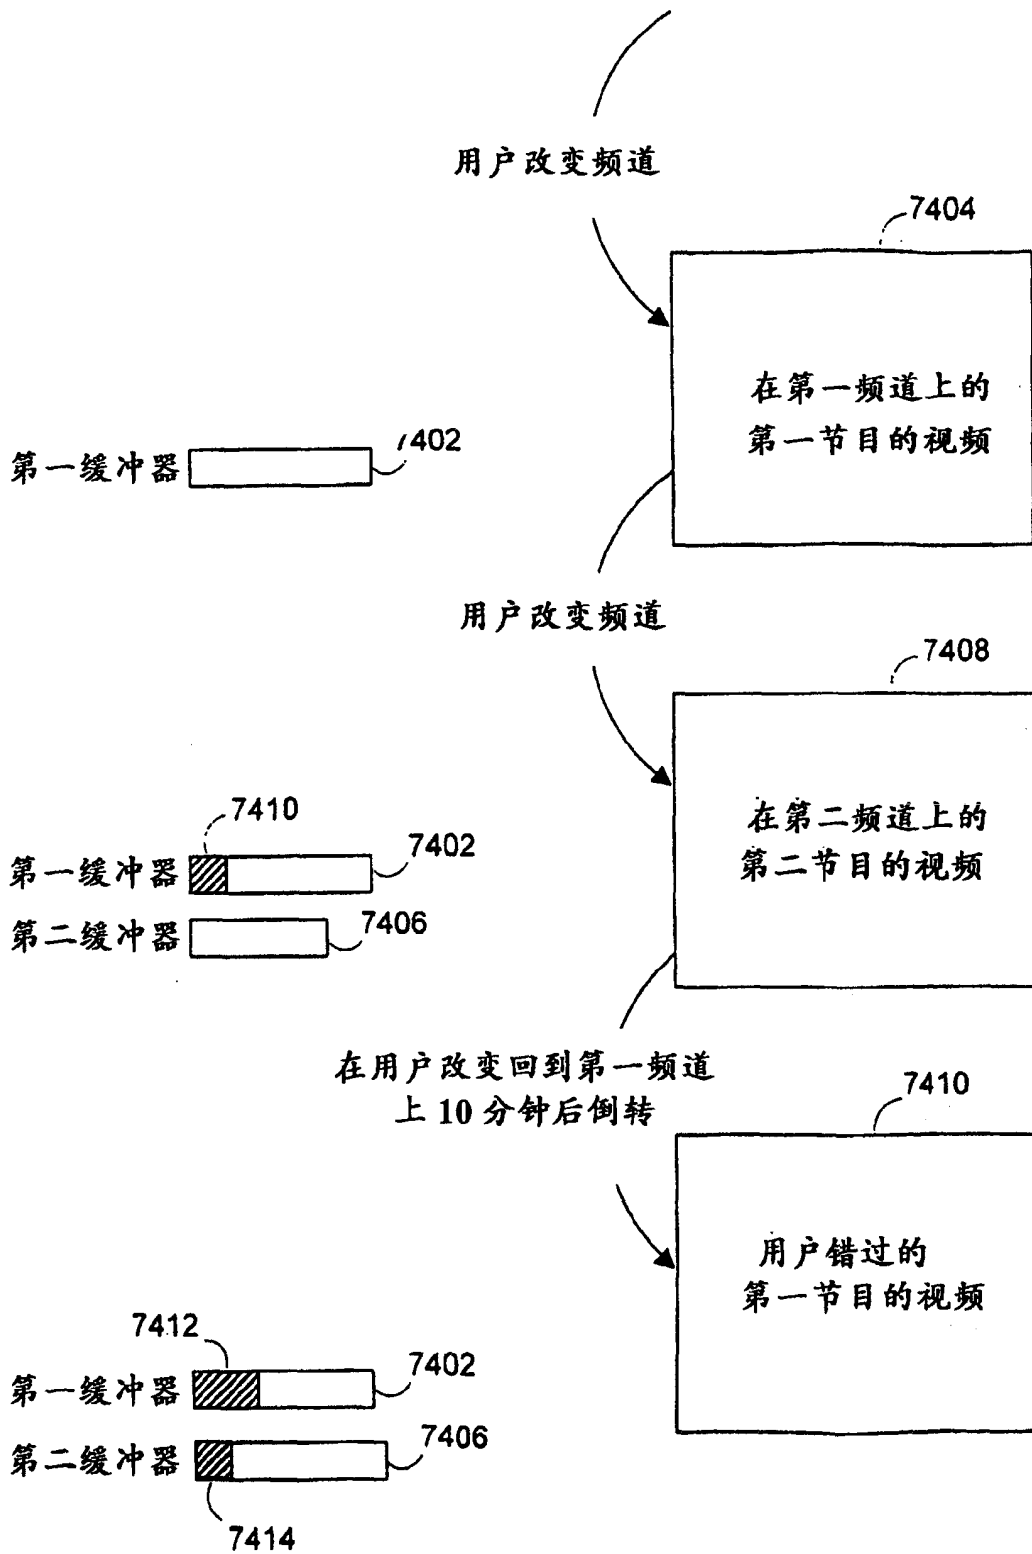 用户改变频道
7404
在第一频道上的
第一节目的视频
7402
第一缓冲器
用户改变频道
7408
在第二频道上的
第二节目的视频
7410
第一缓冲器
7402
第二缓冲器
7406
在用户改变回到第一频道
上10分钟后倒转
7410
用户错过的
第一节目的视频
7412
第一缓冲器
7402
第二缓冲器
7406
7414